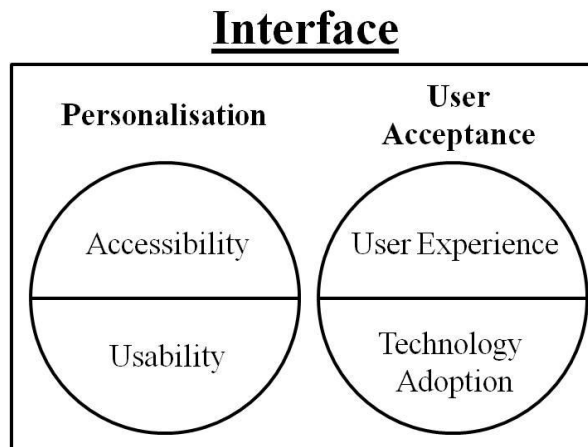 Interface
Personalisation
User
Acceptance
Accessibility
Usability
User Experience
Technology
Adoption